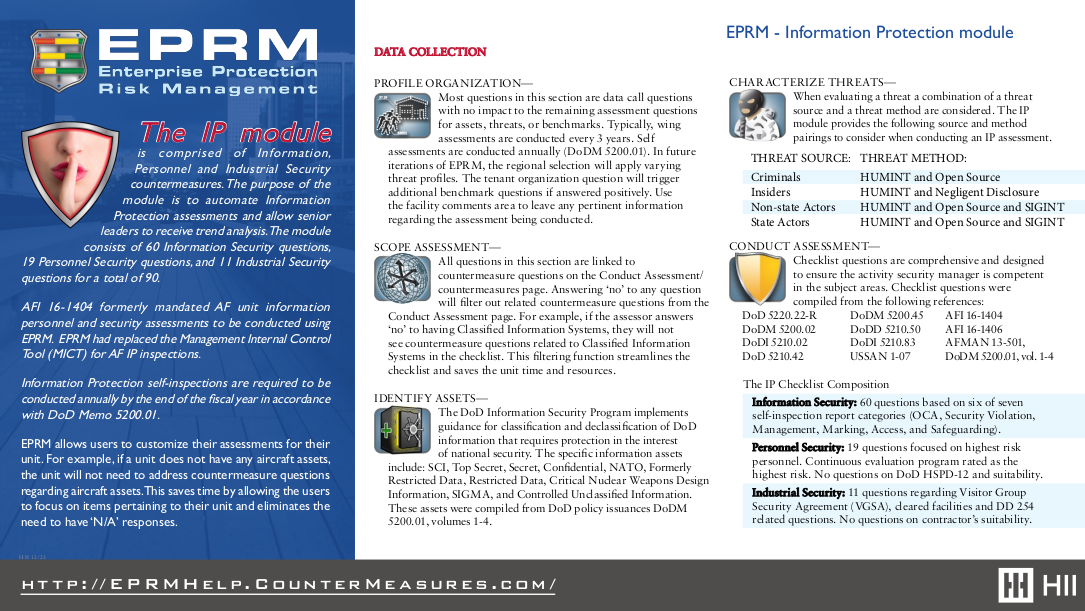 EPRM
Enterprise Protection
Risk Management
The IP module
is comprised of Information,
Personnel and Industrial Security
countermeasures. The purpose of the
module is to automate Information
Protection assessments and allow senior
leaders to receive trend analysis. The module
consists of 60 Information Security questions,
19 Personnel Security questions, and 11 Industrial Security
questions for a total of 90.
AFI 16-1404 formerly mandated AF unit information
personnel and security assessments to be conducted using
EPRM. EPRM had replaced the Management Internal Control
Tool (MICT) for AF IP inspections.
Information Protection self-inspections are required to be
conducted annually by the end of the fiscal year in accordance
with DoD Memo 5200.01.
EPRM allows users to customize their assessments for their
unit. For example, if a unit does not have any aircraft assets,
the unit will not need to address countermeasure questions
regarding aircraft assets. This saves time by allowing the users
to focus on items pertaining to their unit and eliminates the
need to have ‘N/A’ responses.
DATA COLLECTION
PROFILE ORGANIZATION—
Most questions in this section are data call questions
with no impact to the remaining assessment questions
for assets, threats, or benchmarks. Typically, wing
assessments are conducted every 3 years. Self
assessments are conducted annually (DoDM 5200.01). In future
iterations of EPRM, the regional selection will apply varying
threat profiles. The tenant organization question will trigger
additional benchmark questions if answered positively. Use
the facility comments area to leave any pertinent information
regarding the assessment being conducted.
SCOPE ASSESSMENT—
All questions in this section are linked to
countermeasure questions on the Conduct Assessment/
countermeasures page. Answering ‘no’ to any question
will filter out related countermeasure questions from the
Conduct Assessment page. For example, if the assessor answers
‘no’ to having Classified Information Systems, they will not
see countermeasure questions related to Classified Information
Systems in the checklist. This filtering function streamlines the
checklist and saves the unit time and resources.
IDENTIFY ASSETS—
The DoD Information Security Program implements
guidance for classification and declassification of DoD
information that requires protection in the interest
of national security. The specific information assets
include: SCI, Top Secret, Secret, Confidential, NATO, Formerly
Restricted Data, Restricted Data, Critical Nuclear Weapons Design
Information, SIGMA, and Controlled Unclassified Information.
These assets were compiled from DoD policy issuances DoDM
5200.01, volumes 1-4.
EPRM - Information Protection module
CHARACTERIZE THREATS—
When evaluating a threat a combination of a threat
source and a threat method are considered. The IP
module provides the following source and method
pairings to consider when conducting an IP assessment.
THREAT SOURCE: THREAT METHOD:
Criminals HUMINT and Open Source
Insiders HUMINT and Negligent Disclosure
Non-state Actors HUMINT and Open Source and SIGINT
State Actors HUMINT and Open Source and SIGINT
CONDUCT ASSESSMENT—
Checklist questions are comprehensive and designed
to ensure the activity security manager is competent
in the subject areas. Checklist questions were
compiled from the following references:
DoD 5220.22-R DoDM 5200.45 AFI 16-1404
DoDM 5200.02 DoDD 5210.50 AFI 16-1406
DoDI 5210.02 DoDI 5210.83 AFMAN 13-501,
DoD 5210.42 USSAN 1-07 DoDM 5200.01, vol. 1-4
The IP Checklist Composition
Information Security: 60 questions based on six of seven
self-inspection report categories (OCA, Security Violation,
Management, Marking, Access, and Safeguarding).
Personnel Security: 19 questions focused on highest risk
personnel. Continuous evaluation program rated as the
highest risk. No questions on DoD HSPD-12 and suitability.
Industrial Security: 11 questions regarding Visitor Group
Security Agreement (VGSA), cleared facilities and DD 254
related questions. No questions on contractor’s suitability.
http://EPRMHelp.CounterMeasures.com/
HII